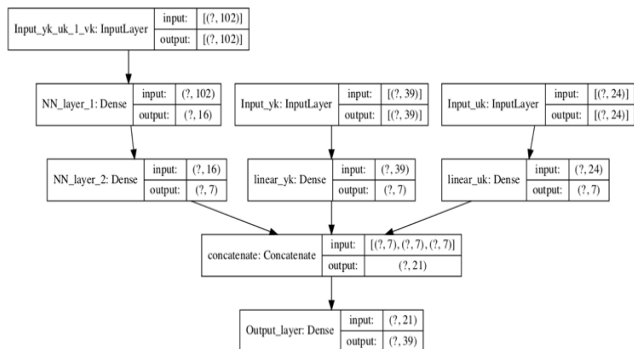 Input_yk_uk_1_vk: InputLayer
input: [(?, 102)]
output: [(?, 102)]
NN_layer_1: Dense
input: (?, 102)
output: (?, 16)
Input_yk: InputLayer
input: [(?, 39)]
output: [(?, 39)]
Input_uk: InputLayer
input: [(?, 24)]
output: [(?, 24)]
NN_layer_2: Dense
input: (?, 16)
output: (?, 7)
linear_yk: Dense
input: (?, 39)
output: (?, 7)
linear_uk: Dense
input: (?, 24)
output: (?, 7)
concatenate: Concatenate
input: [(?, 7), (?, 7), (?, 7)]
output: (?, 21)
Output_layer: Dense
input: (?, 21)
output: (?, 39)